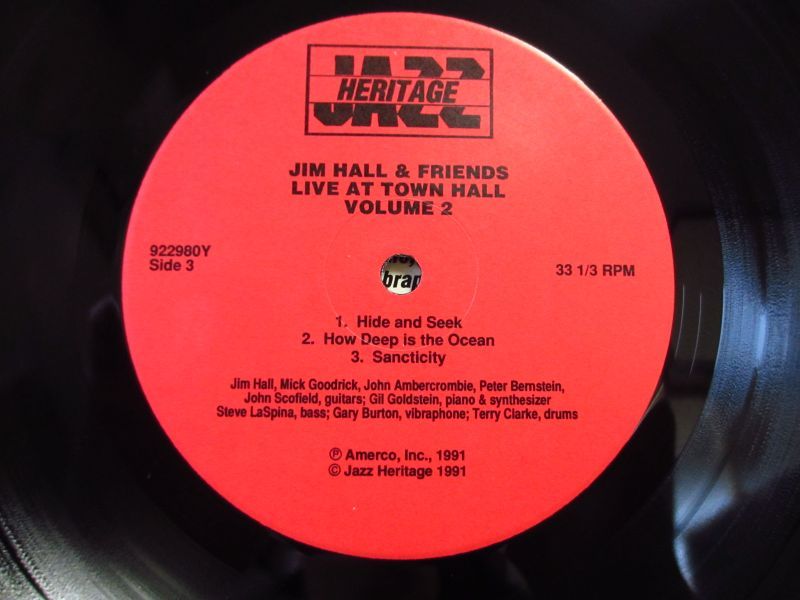 JAZZ
HERITAGE
JIM HALL & FRIENDS
LIVE AT TOWN HALL
VOLUME 2
922980Y
Side 3
33 1/3 RPM
brap
1. Hide and Seek
2. How Deep is the Ocean
3. Sancticity
Jim Hall, Mick Goodrick, John Ambercrombie, Peter Bernstein,
John Scofield, guitars; Gil Goldstein, piano & synthesizer
Steve LaSpina, bass; Gary Burton, vibraphone; Terry Clarke, drums
℗ Amerco, Inc., 1991
© Jazz Heritage 1991